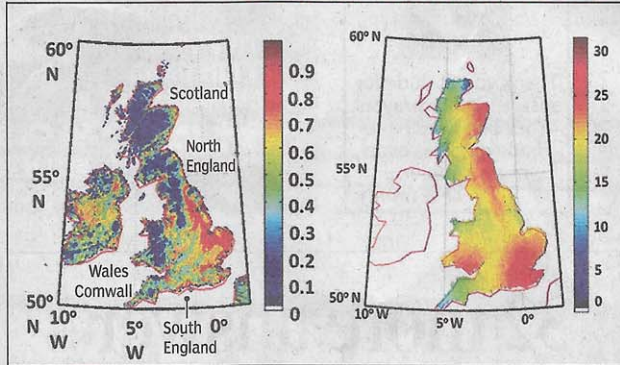 60°
N
Scotland
North
England
55°
N
Wales
Cornwall
50°
N
10°
W
5°
W
0°
South
England
0.9
0.8
0.7
0.6
0.5
0.4
0.3
0.2
0.1
0
60° N
55°
N
50° N
10° W
5°W
0°
30
25
20
15
10
5
0